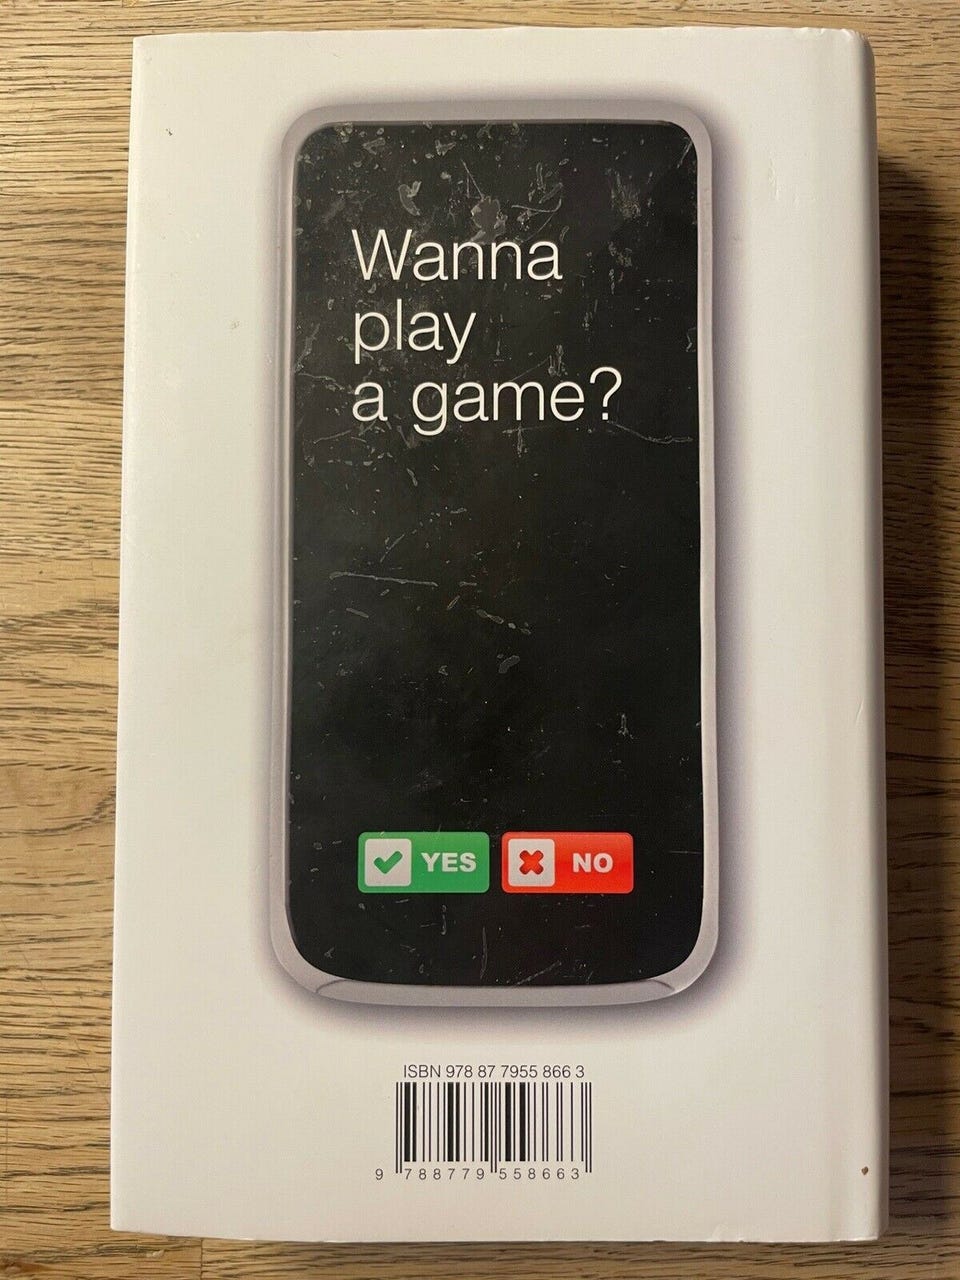 Wanna
play
a game?
YES
NO
ISBN 978 87 7955 866 3
9 788779 558663